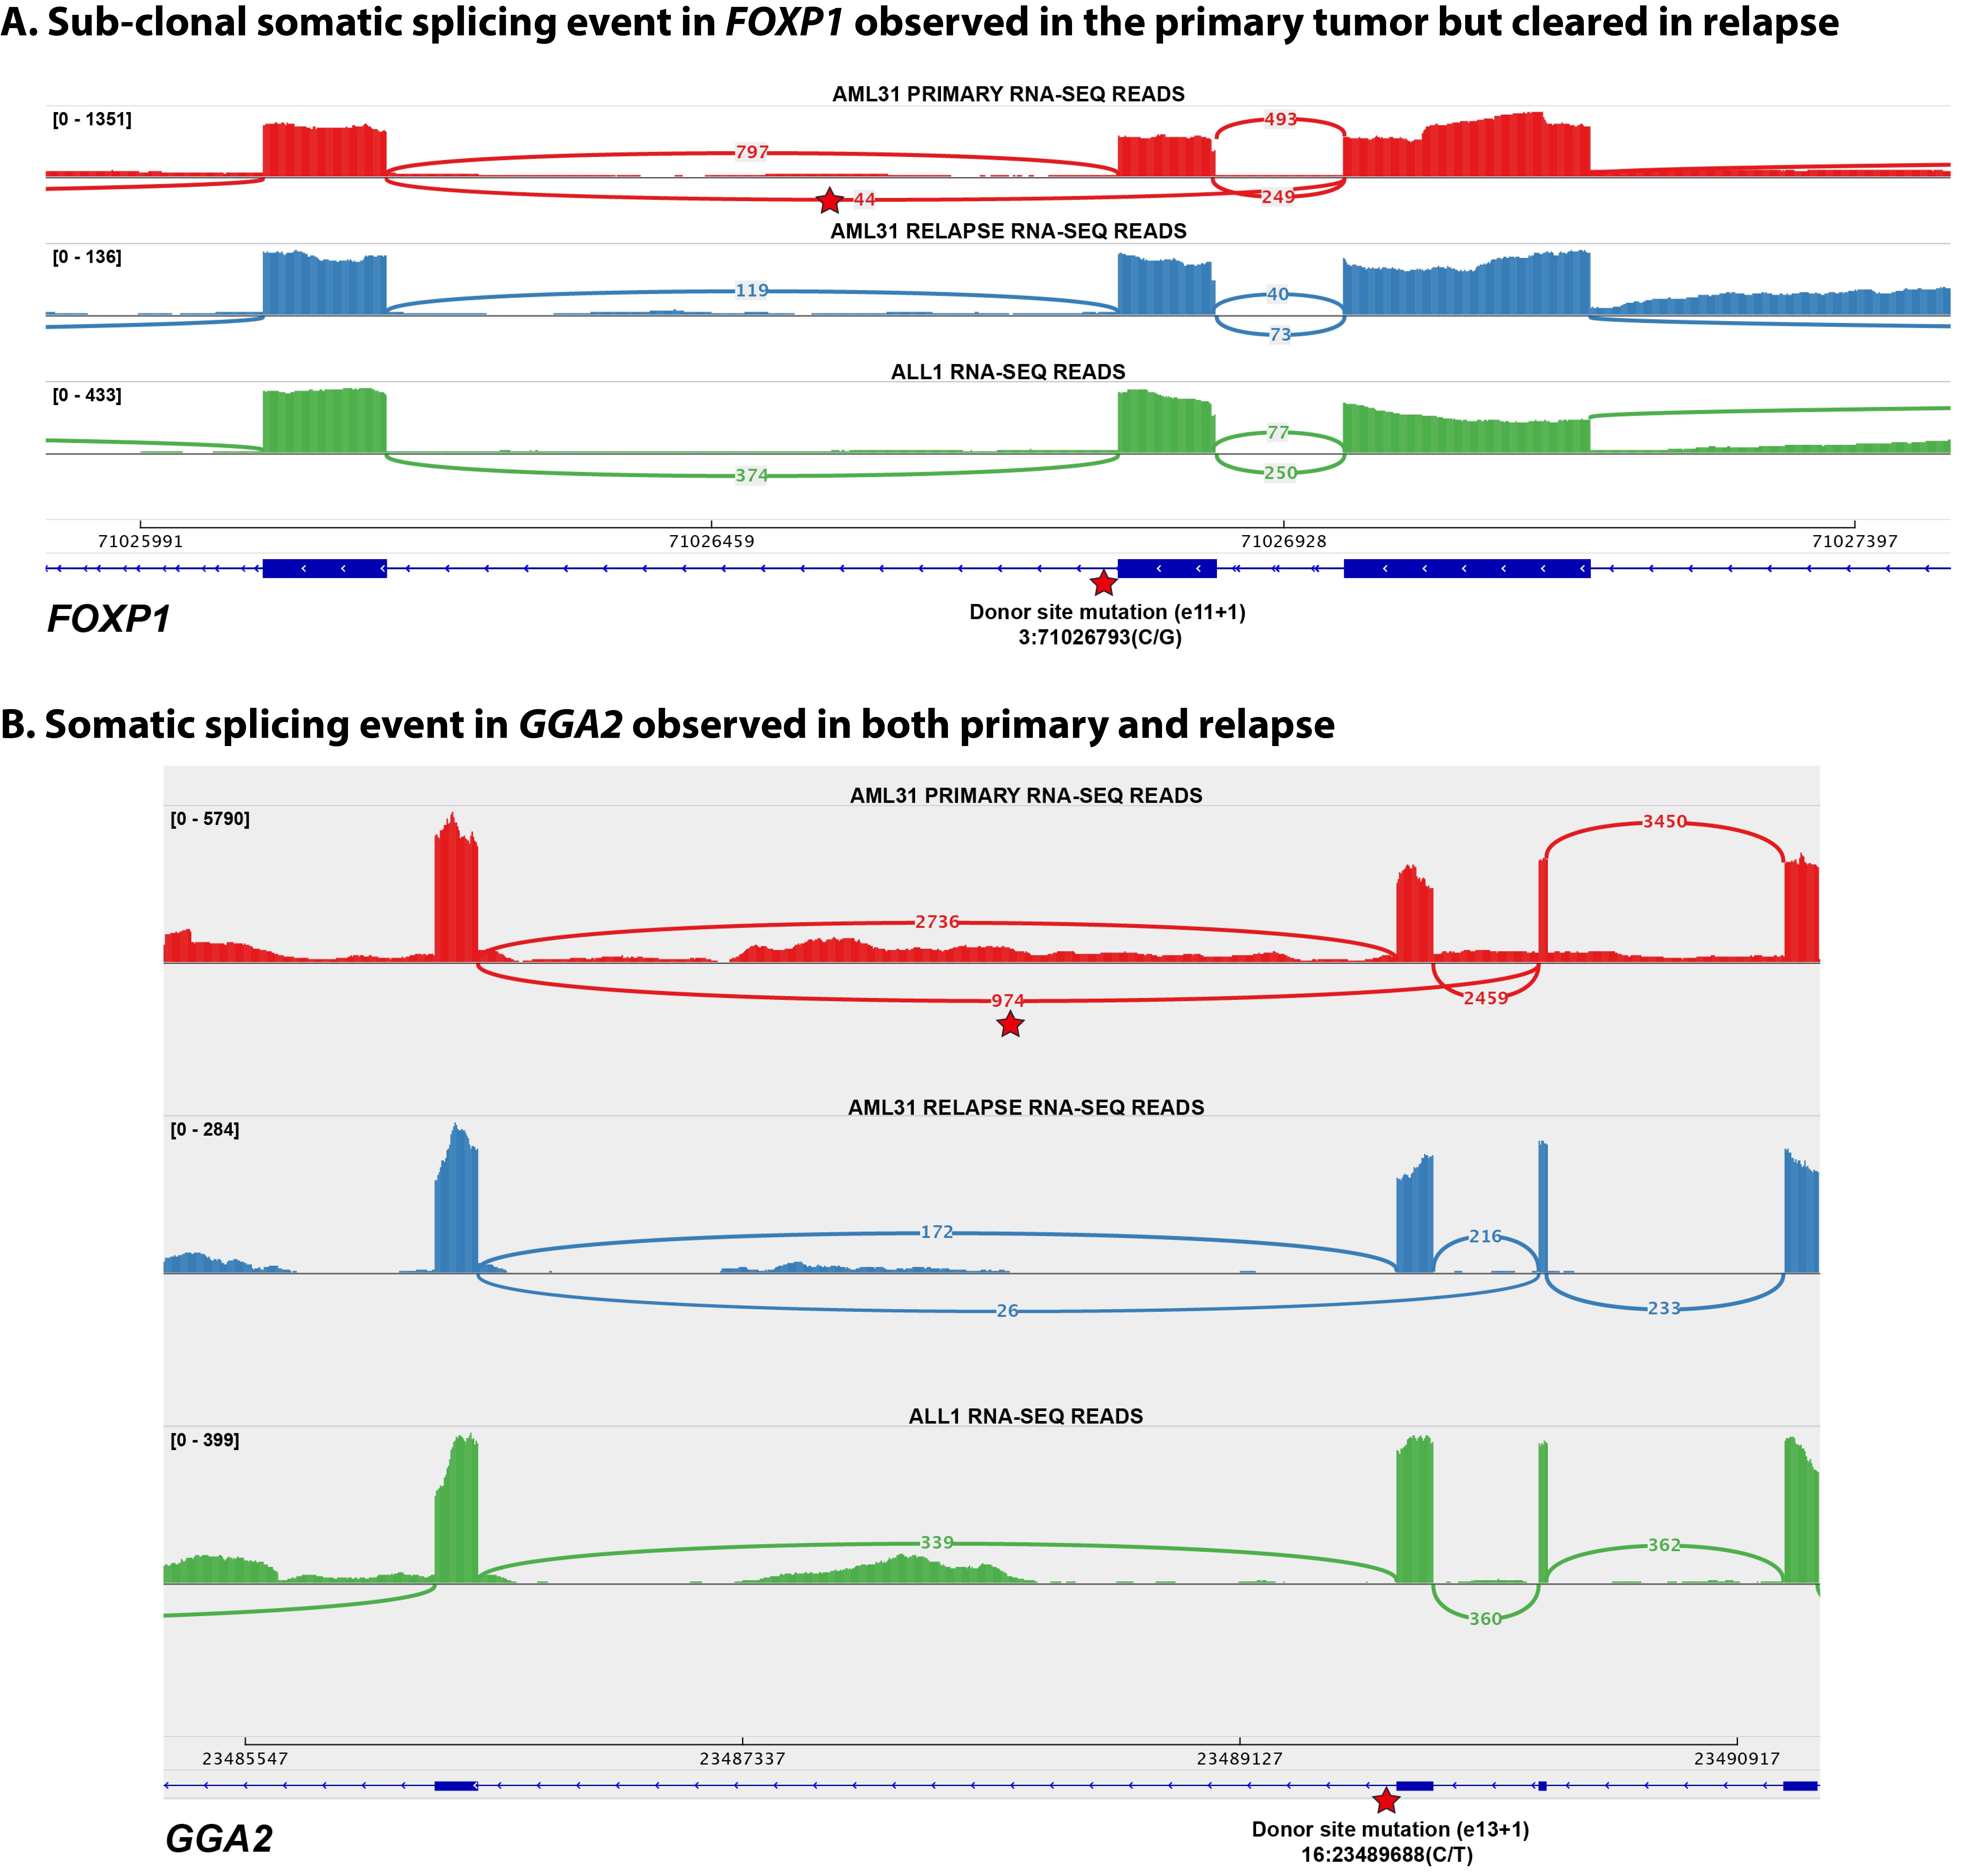 A. Sub-clonal somatic splicing event in FOXP1 observed in the primary tumor but cleared in relapse
AML31 PRIMARY RNA-SEQ READS
[0 - 1351]
493
797
44
249
AML31 RELAPSE RNA-SEQ READS
[0 - 136]
119
40
73
ALL1 RNA-SEQ READS
[0 - 433]
77
374
250
71025991 71026459 71026928 71027397
FOXP1
Donor site mutation (e11+1)
3:71026793(C/G)
B. Somatic splicing event in GGA2 observed in both primary and relapse
AML31 PRIMARY RNA-SEQ READS
[0 - 5790]
3450
2736
974
2459
AML31 RELAPSE RNA-SEQ READS
[0 - 284]
172
216
26
233
ALL1 RNA-SEQ READS
[0 - 399]
339
362
360
23485547 23487337 23489127 23490917
GGA2
Donor site mutation (e13+1)
16:23489688(C/T)